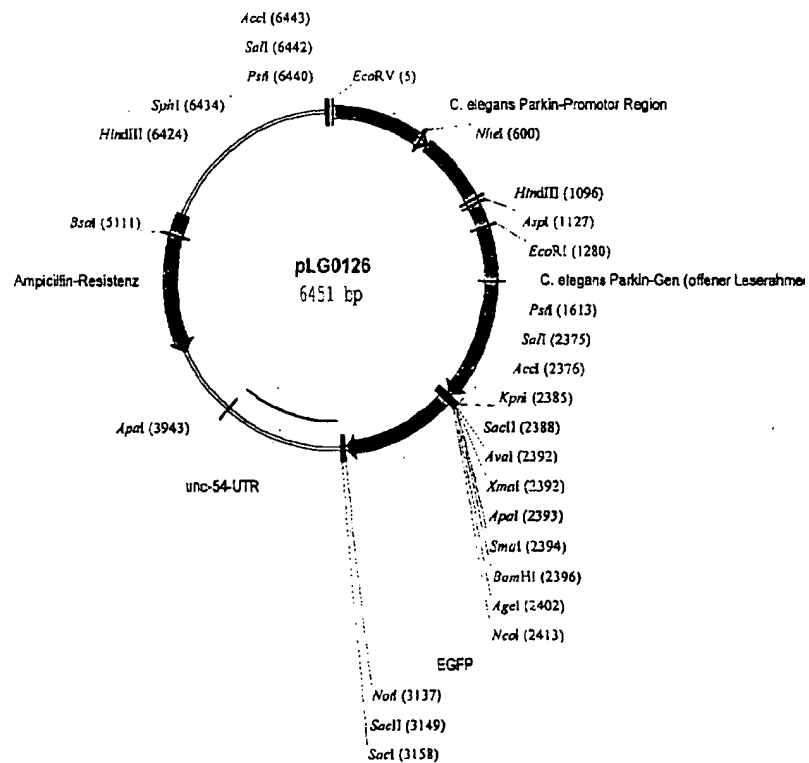 AccI (6443)
SalI (6442)
PstI (6440)
EcoRV (5)
SphI (6434)
HindIII (6424)
C. elegans Parkin-Promotor Region
NheI (600)
HindIII (1096)
AspI (1127)
EcoRI (1280)
BsaI (5111)
pLG0126
6451 bp
Ampicillin-Resistenz
C. elegans Parkin-Gen (offener Leserahmen
PstI (1613)
SalI (2375)
AccI (2376)
KpnI (2385)
SacII (2388)
AvaI (2392)
XmaI (2392)
ApaI (2393)
SmaI (2394)
BamHI (2396)
AgeI (2402)
NcoI (2413)
ApaI (3943)
unc-54-UTR
EGFP
NotI (3137)
SacII (3149)
SacI (3158)